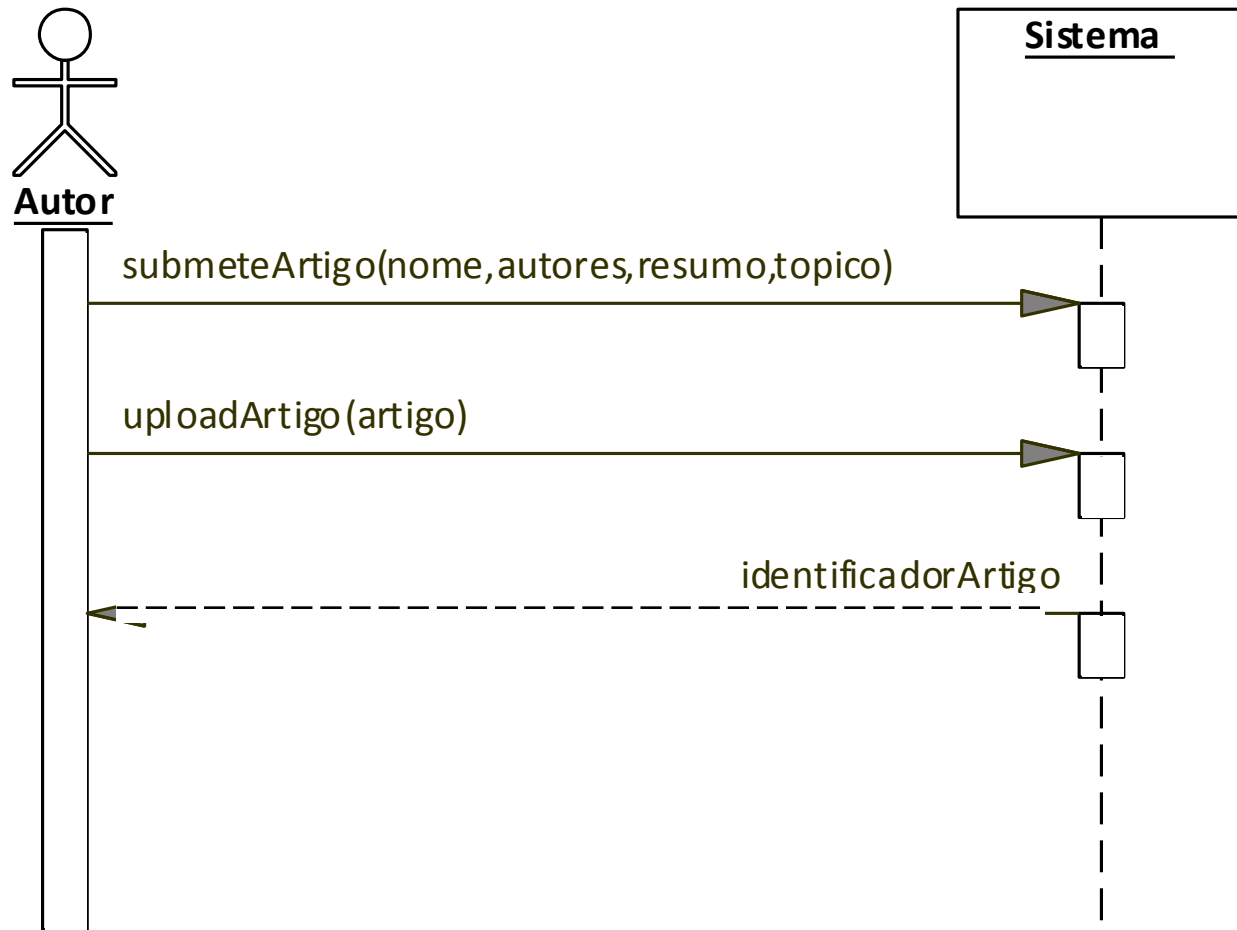 Sistema
Autor
submeteArtigo(nome,autores,resumo,topico)
uploadArtigo(artigo)
identificadorArtigo